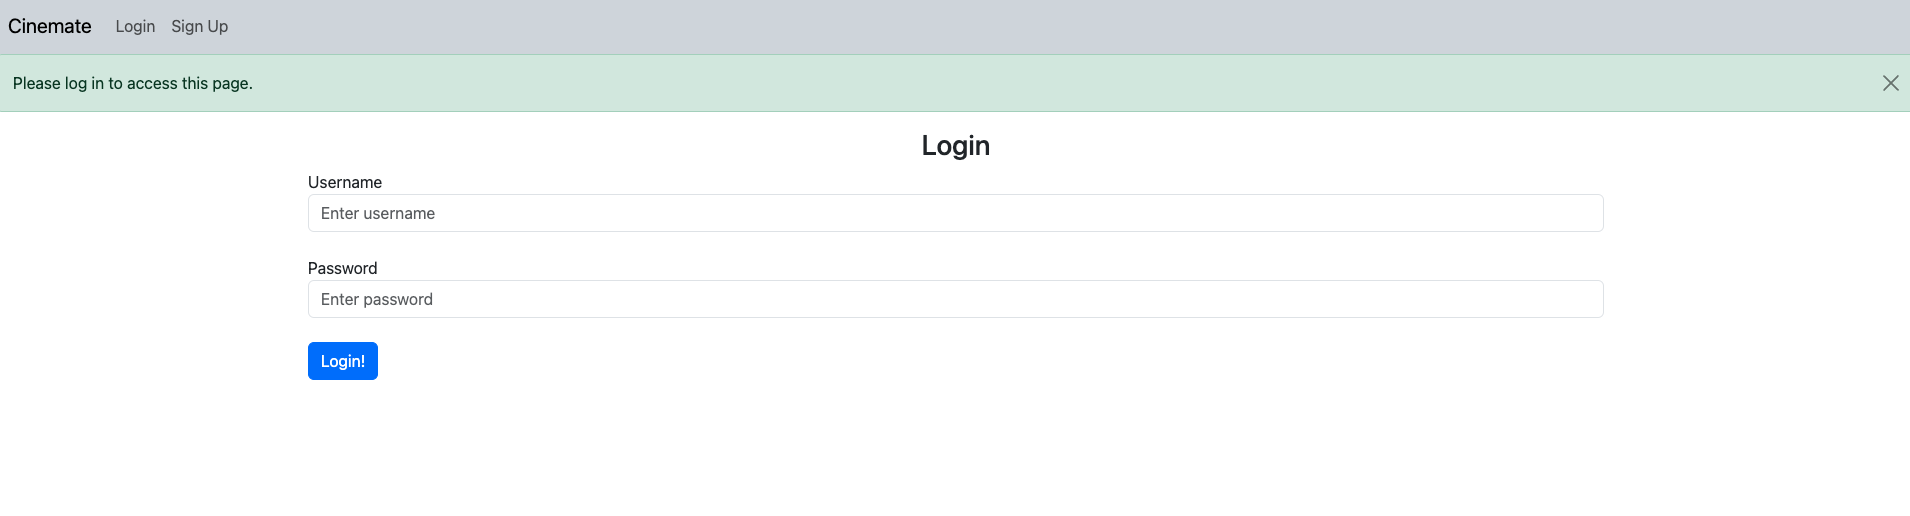 Cinemate Login Sign Up
Please log in to access this page.
Login
Username
Enter username
Password
Enter password
Login!